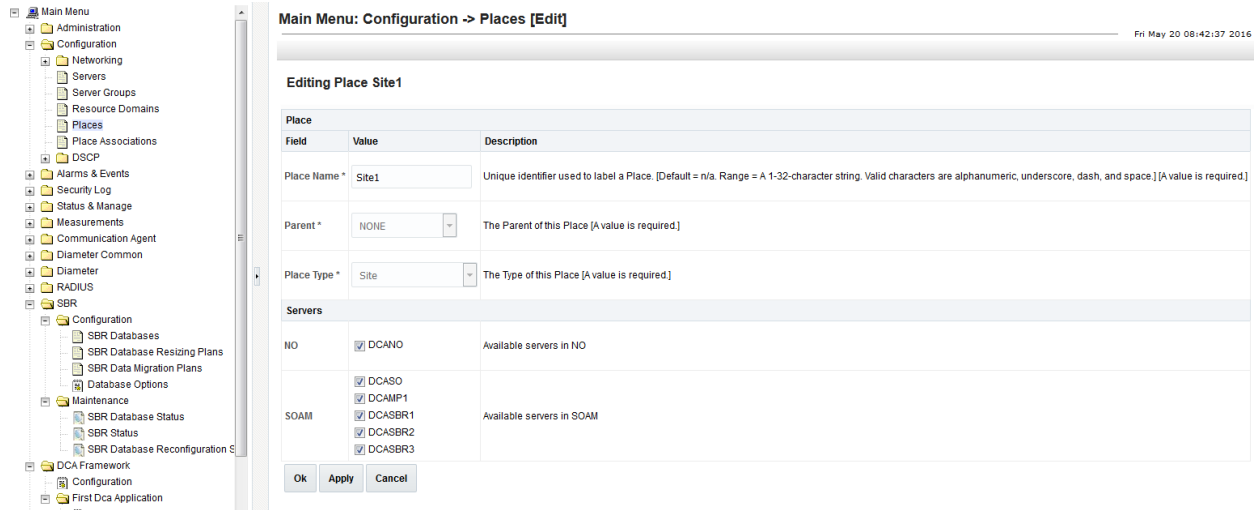 Main Menu
Administration
Configuration
Networking
Servers
Server Groups
Resource Domains
Places
Place Associations
DSCP
Alarms & Events
Security Log
Status & Manage
Measurements
Communication Agent
Diameter Common
Diameter
RADIUS
SBR
Configuration
SBR Databases
SBR Database Resizing Plans
SBR Data Migration Plans
Database Options
Maintenance
SBR Database Status
SBR Status
SBR Database Reconfiguration S
DCA Framework
Configuration
First Dca Application
Main Menu: Configuration -> Places [Edit]
Fri May 20 08:42:37 2016
Editing Place Site1
Place
Field Value Description
Place Name * Site1 Unique identifier used to label a Place. [Default = n/a. Range = A 1-32-character string. Valid characters are alphanumeric, underscore, dash, and space.] [A value is required.]
Parent * NONE The Parent of this Place [A value is required.]
Place Type * Site The Type of this Place [A value is required.]
Servers
NO DCANO Available servers in NO
DCASO
DCAMP1
SOAM DCASBR1 Available servers in SOAM
DCASBR2
DCASBR3
Ok Apply Cancel